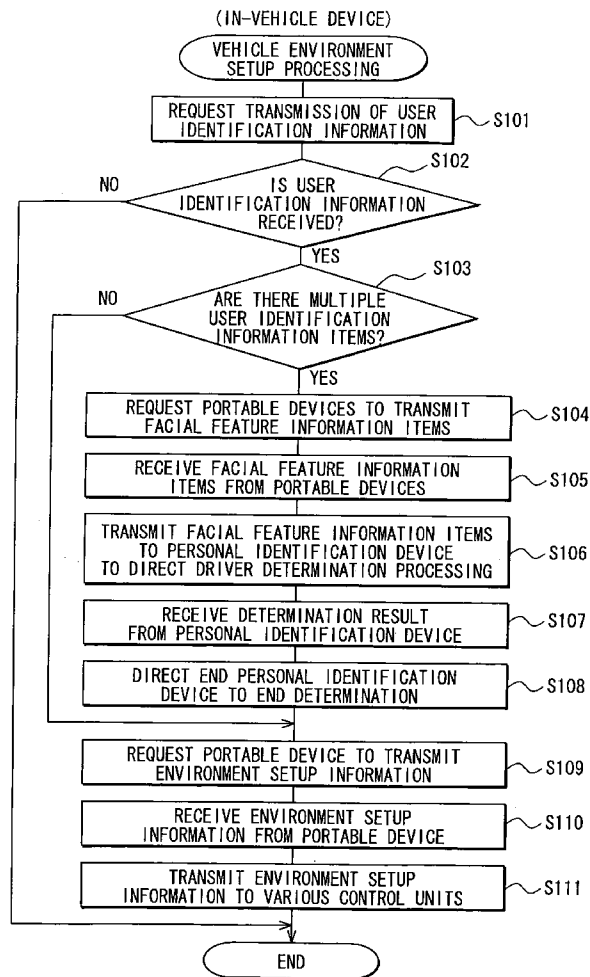 (IN-VEHICLE DEVICE)
VEHICLE ENVIRONMENT
SETUP PROCESSING
REQUEST TRANSMISSION OF USER
IDENTIFICATION INFORMATION
S101
S102
NO
IS USER
IDENTIFICATION INFORMATION
RECEIVED?
YES
S103
NO
ARE THERE MULTIPLE
USER IDENTIFICATION
INFORMATION ITEMS?
YES
REQUEST PORTABLE DEVICES TO TRANSMIT
FACIAL FEATURE INFORMATION ITEMS
S104
RECEIVE FACIAL FEATURE INFORMATION
ITEMS FROM PORTABLE DEVICES
S105
TRANSMIT FACIAL FEATURE INFORMATION ITEMS
TO PERSONAL IDENTIFICATION DEVICE
TO DIRECT DRIVER DETERMINATION PROCESSING
S106
RECEIVE DETERMINATION RESULT
FROM PERSONAL IDENTIFICATION DEVICE
S107
DIRECT END PERSONAL IDENTIFICATION
DEVICE TO END DETERMINATION
S108
REQUEST PORTABLE DEVICE TO TRANSMIT
ENVIRONMENT SETUP INFORMATION
S109
RECEIVE ENVIRONMENT SETUP
INFORMATION FROM PORTABLE DEVICE
S110
TRANSMIT ENVIRONMENT SETUP
INFORMATION TO VARIOUS CONTROL UNITS
S111
END